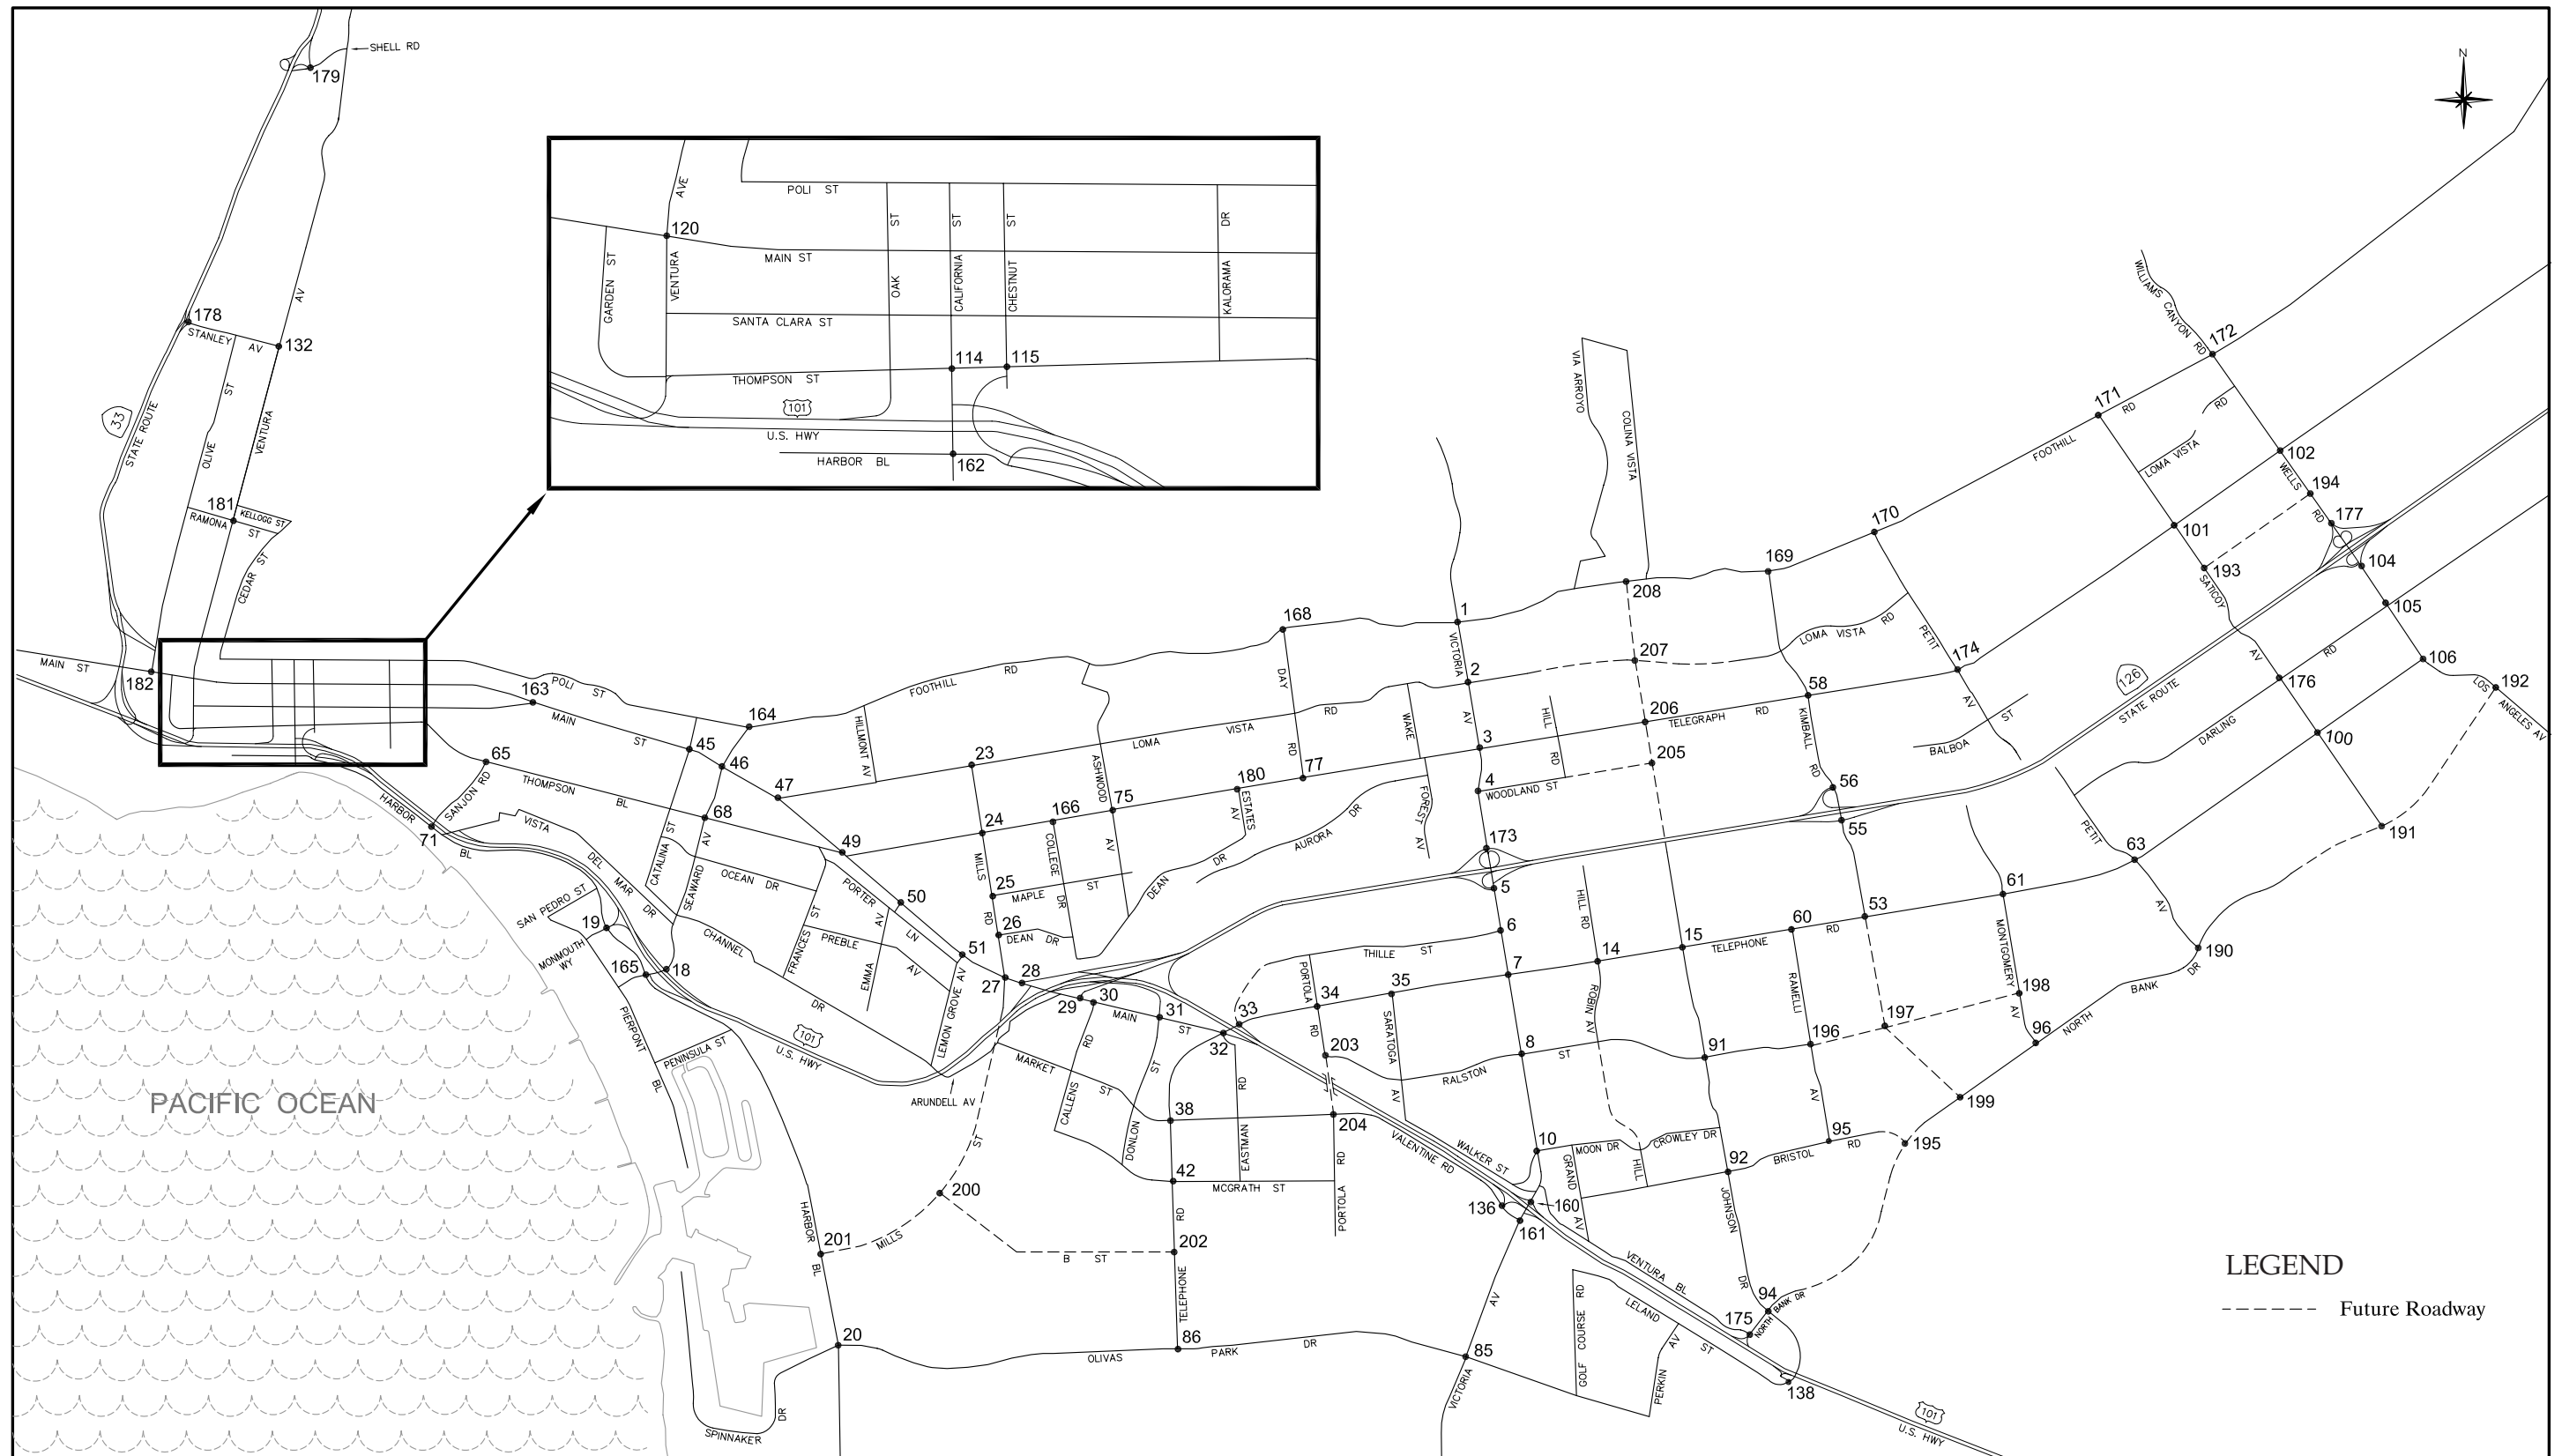 SHELL RD
179
N
POLI ST
AVE
120
MAIN ST
GARDEN ST
VENTURA
OAK ST
CALIFORNIA ST
CHESTNUT ST
KALORAMA DR
SANTA CLARA ST
114
115
THOMPSON ST
101
U.S. HWY
HARBOR BL
162
178
STANLEY AV
132
AV
33
STATE ROUTE
OLIVE ST
VENTURA
181
RAMONA ST
KELLOGG ST
CEDAR ST
MAIN ST
182
163
POLI ST
MAIN ST
164
45
46
47
65
SANJON RD
THOMPSON BL
68
71
HARBOR BL
VISTA DEL MAR DR
CATALINA ST
SEAWARD AV
OCEAN DR
49
PORTER LN
50
51
FRANCES ST
PREBLE AV
EMMA AV
LEMON GROVE AV
CHANNEL DR
SAN PEDRO ST
19
MONMOUTH WY
165
18
PIERPONT BL
PENINSULA ST
101
U.S. HWY
ARUNDELL AV
PACIFIC OCEAN
HARBOR BL
201
MILLS ST
200
B ST
202
20
SPINNAKER DR
OLIVAS PARK DR
86
85
FOOTHILL RD
HILLMONT AV
23
LOMA VISTA RD
24
MILLS RD
25
MAPLE ST
26
DEAN DR
27
28
29
30
31
MAIN ST
32
33
166
COLLEGE DR
ASHWOOD AV
75
180
ESTATES AV
77
DAY RD
168
AURORA DR
DEAN DR
WAKE FOREST AV
1
VICTORIA AV
2
3
4
WOODLAND ST
HILL RD
173
5
6
7
8
10
THILLE ST
PORTOLA RD
34
35
SARATOGA AV
203
RALSTON ST
MARKET ST
CALLENS RD
DONLON ST
38
42
EASTMAN RD
MCGRATH ST
204
PORTOLA RD
TELEPHONE RD
VALENTINE RD
WALKER ST
136
160
161
VICTORIA AV
MOON DR
CROWLEY DR
GRAND AV
HILL
ROBIN AV
HILL RD
14
15
TELEPHONE RD
60
53
RAMELLI AV
91
92
BRISTOL RD
95
JOHNSON DR
94
NORTH BANK DR
175
138
VENTURA BL
LELAND ST
GOLF COURSE RD
PERKIN AV
101
U.S. HWY
VIA ARROYO
COLINA VISTA
208
207
206
205
TELEGRAPH RD
169
170
171
172
FOOTHILL RD
WILLIAMS CANYON RD
LOMA VISTA RD
LOMA VISTA RD
PETIT AV
174
BALBOA ST
58
KIMBALL RD
56
55
102
194
WELLS RD
177
101
193
SATICOY AV
104
105
106
192
LOS ANGELES AV
126
STATE ROUTE
DARLING RD
176
100
191
PETIT AV
63
61
MONTGOMERY AV
190
198
197
196
96
NORTH BANK DR
199
195
LEGEND
Future Roadway